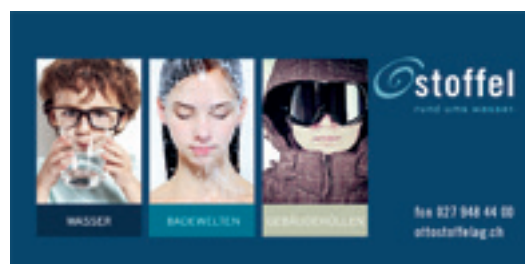 stoffel
rund ums wasser.
WASSER
BADEWELTEN
GEBÄUDEHÜLLEN
fon 027 948 44 00
ottostoffelag.ch